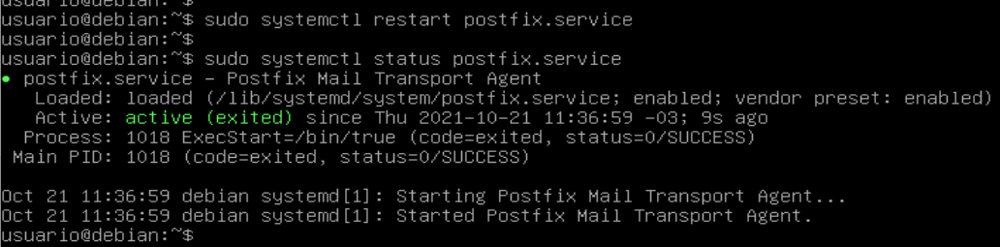 usuario@debian:~$
usuario@debian:~$ sudo systemctl restart postfix.service
usuario@debian:~$
usuario@debian:~$ sudo systemctl status postfix.service
● postfix.service – Postfix Mail Transport Agent
   Loaded: loaded (/lib/systemd/system/postfix.service; enabled; vendor preset: enabled)
   Active: active (exited) since Thu 2021-10-21 11:36:59 -03; 9s ago
  Process: 1018 ExecStart=/bin/true (code=exited, status=0/SUCCESS)
 Main PID: 1018 (code=exited, status=0/SUCCESS)
Oct 21 11:36:59 debian systemd[1]: Starting Postfix Mail Transport Agent...
Oct 21 11:36:59 debian systemd[1]: Started Postfix Mail Transport Agent.
usuario@debian:~$